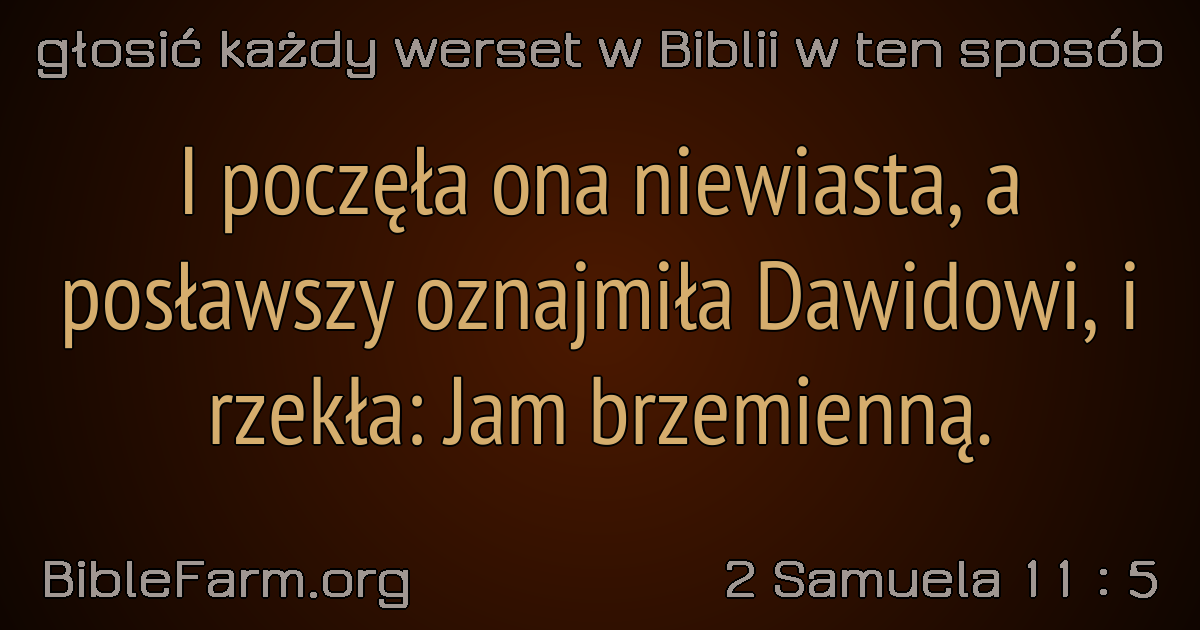 głosić każdy werset w Biblii w ten sposób
I poczęła ona niewiasta, a
posławszy oznajmiła Dawidowi, i
rzekła: Jam brzemienną.
BibleFarm.org
2 Samuela 11 : 5